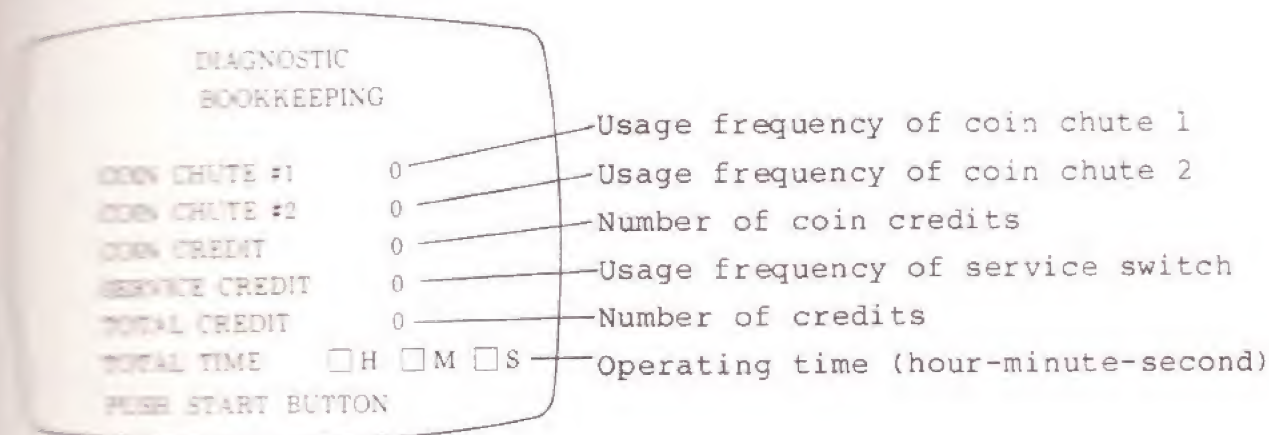 DIAGNOSTIC
BOOKKEEPING
COIN CHUTE #1 0 Usage frequency of coin chute 1
COIN CHUTE #2 0 Usage frequency of coin chute 2
COIN CREDIT 0 Number of coin credits
SERVICE CREDIT 0 Usage frequency of service switch
TOTAL CREDIT 0 Number of credits
TOTAL TIME □H □M □S Operating time (hour-minute-second)
PUSH START BUTTON